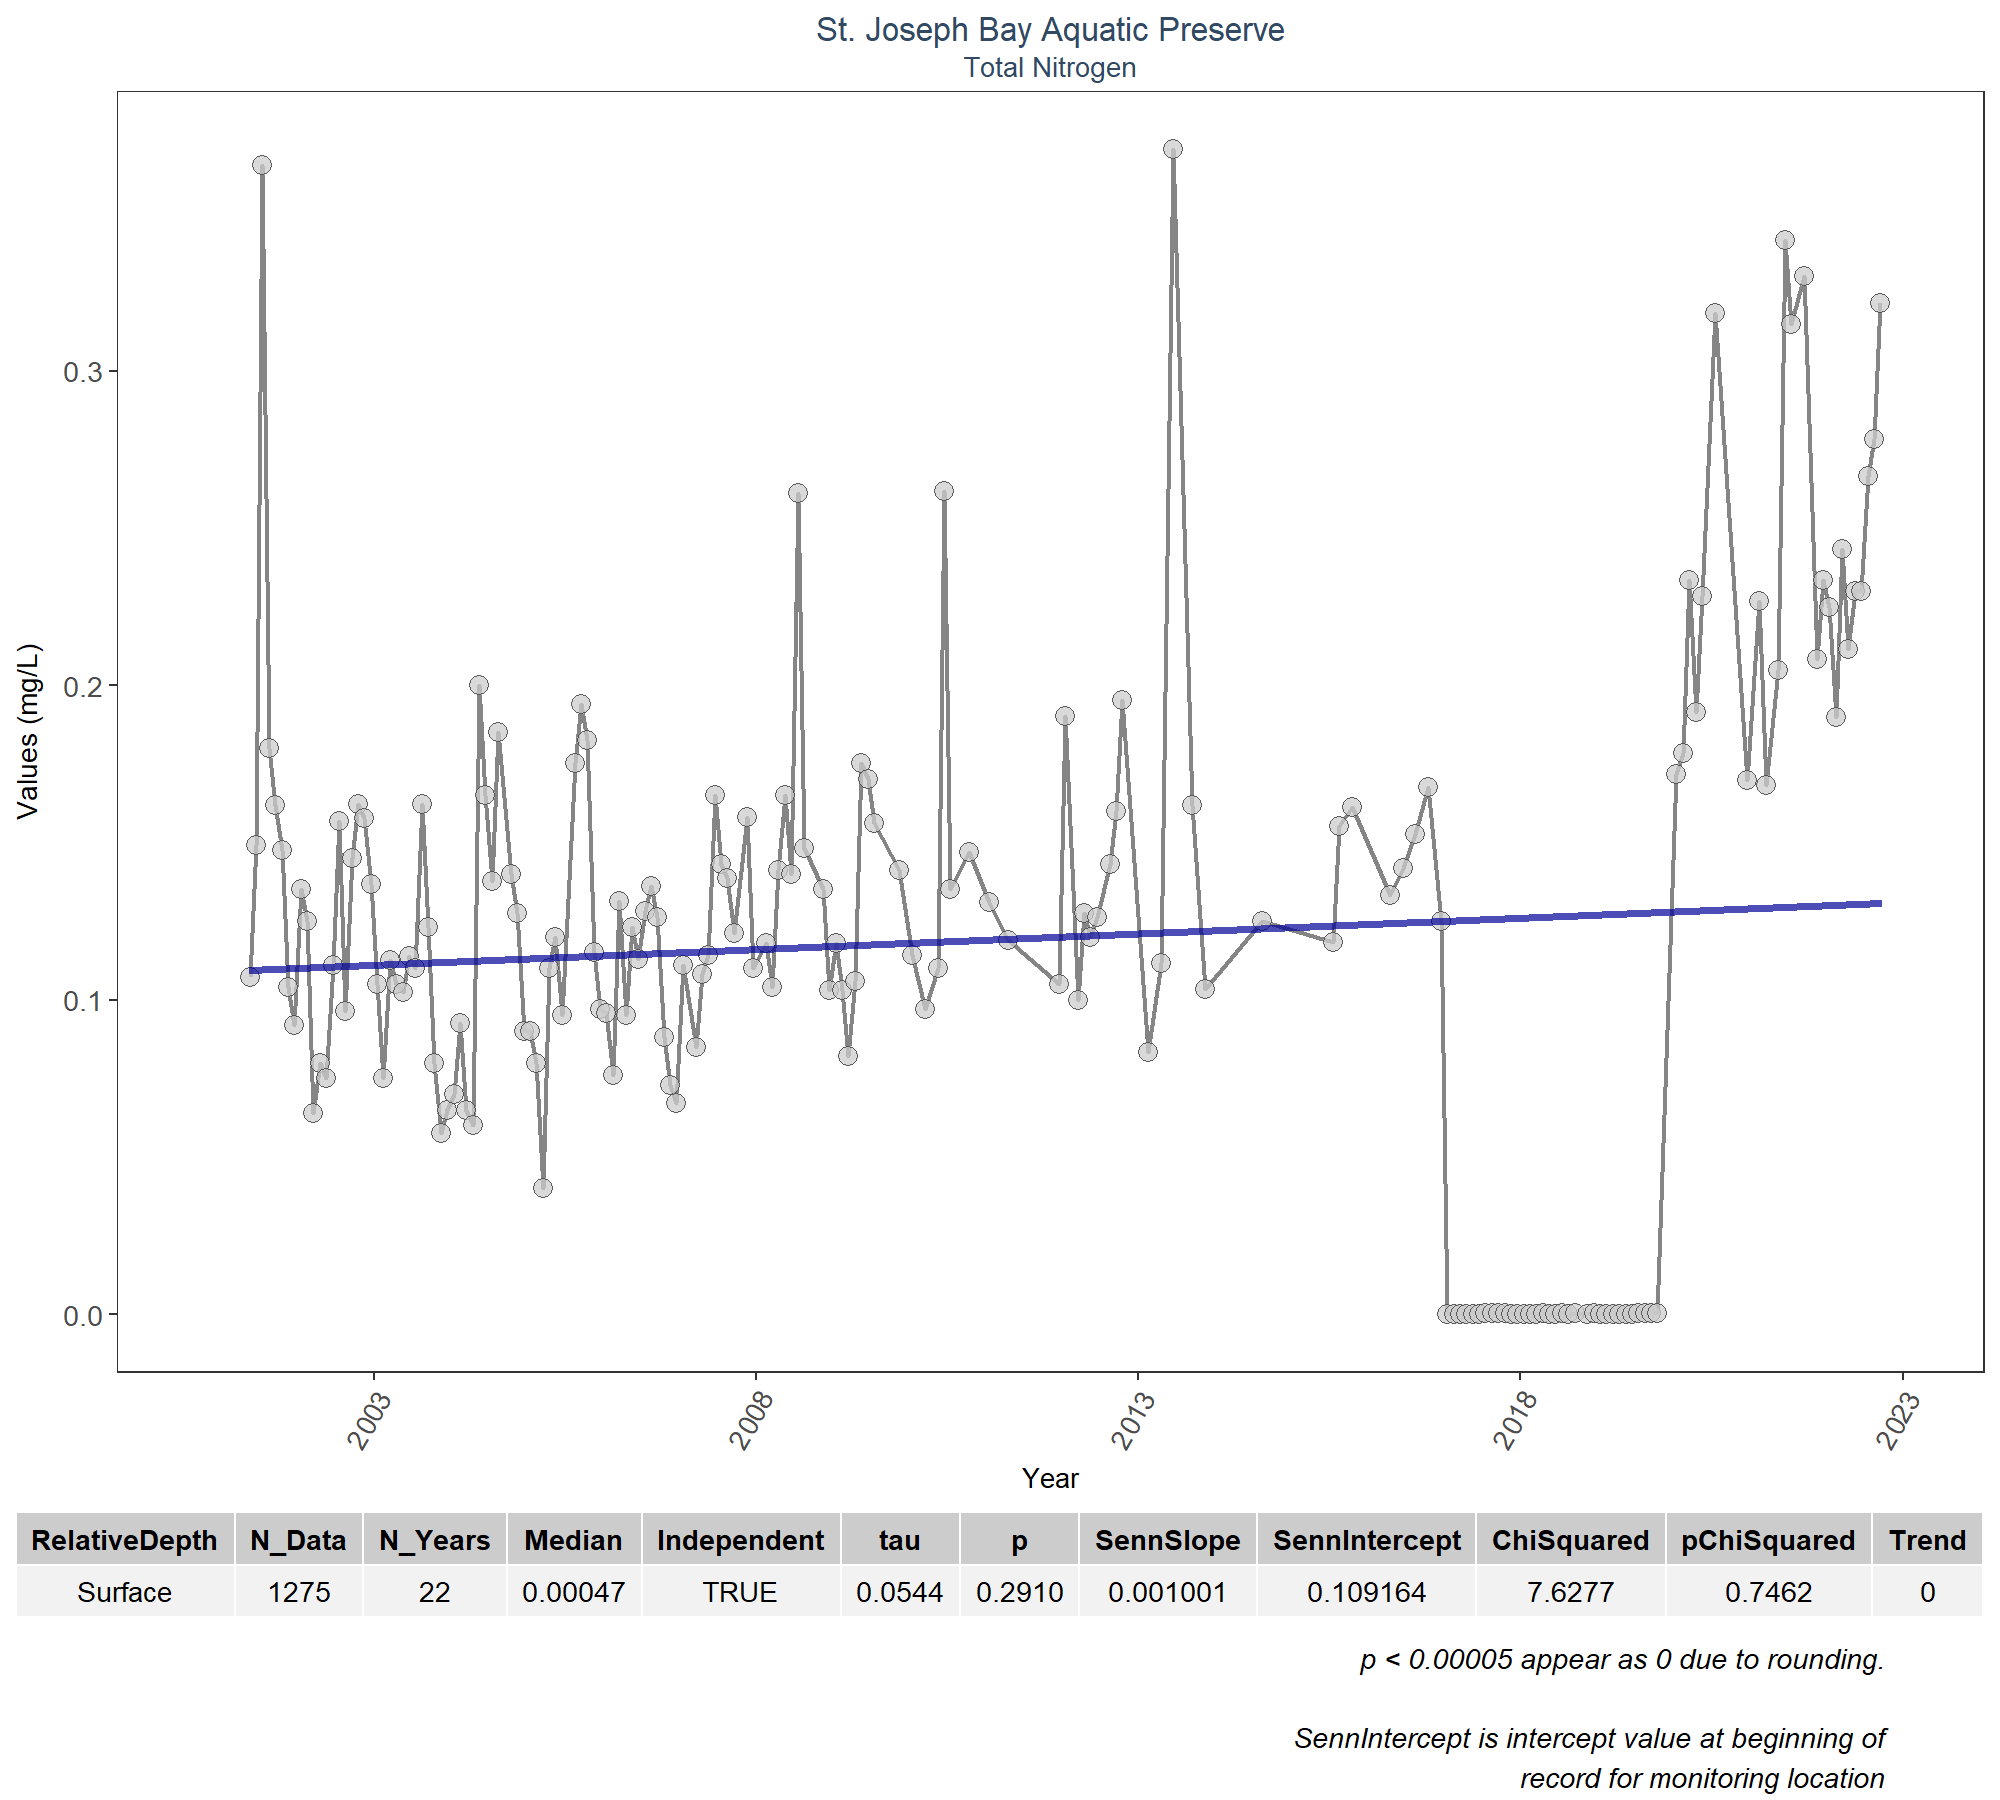 St. Joseph Bay Aquatic Preserve
Total Nitrogen
Values (mg/L)
0.3
0.2
0.1
0.0
2003 2008 2013 2018 2023
Year
RelativeDepth N_Data N_Years Median Independent tau p SennSlope SennIntercept ChiSquared pChiSquared Trend
Surface 1275 22 0.00047 TRUE 0.0544 0.2910 0.001001 0.109164 7.6277 0.7462 0
p < 0.00005 appear as 0 due to rounding.
SennIntercept is intercept value at beginning of
record for monitoring location